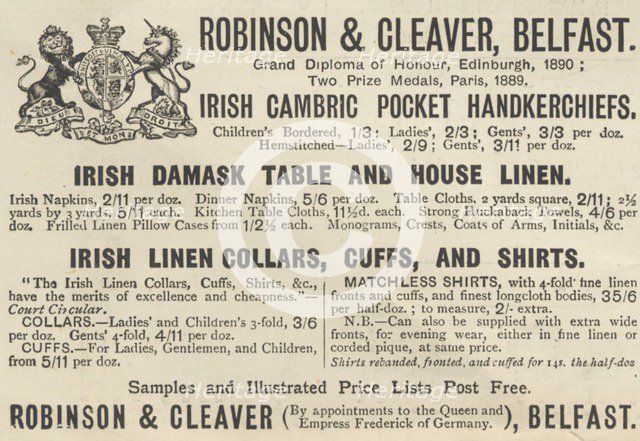 ROBINSON & CLEAVER, BELFAST.
Grand Diploma of Honour, Edinburgh, 1890 ;
Two Prize Medals, Paris, 1889.
IRISH CAMBRIC POCKET HANDKERCHIEFS.
Children's Bordered, 1/3 ; Ladies', 2/3 ; Gents', 3/3 per doz.
Hemstitched—Ladies', 2/9 ; Gents', 3/11 per doz.
DIEU ET MON DROIT
IRISH DAMASK TABLE AND HOUSE LINEN.
Irish Napkins, 2/11 per doz. Dinner Napkins, 5/6 per doz. Table Cloths. 2 yards square, 2/11 ; 2½
yards by 3 yards, 5/11 each. Kitchen Table Cloths, 11½d. each. Strong Huckaback Towels, 4/6 per
doz. Frilled Linen Pillow Cases from 1/2½ each. Monograms, Crests, Coats of Arms, Initials, &c.
IRISH LINEN COLLARS, CUFFS, AND SHIRTS.
"The Irish Linen Collars, Cuffs, Shirts, &c.,
have the merits of excellence and cheapness."—
Court Circular.
COLLARS.—Ladies' and Children's 3-fold, 3/6
per doz. Gents' 4-fold, 4/11 per doz.
CUFFS.—For Ladies, Gentlemen, and Children,
from 5/11 per doz.
MATCHLESS SHIRTS, with 4-fold fine linen
fronts and cuffs, and finest longcloth bodies, 35/6
per half-doz. ; to measure, 2/- extra.
N.B.—Can also be supplied with extra wide
fronts, for evening wear, either in fine linen or
corded pique, at same price.
Shirts rebanded, fronted, and cuffed for 14s. the half-doz
Samples and Illustrated Price Lists Post Free.
ROBINSON & CLEAVER (By appointments to the Queen and Empress Frederick of Germany.), BELFAST.